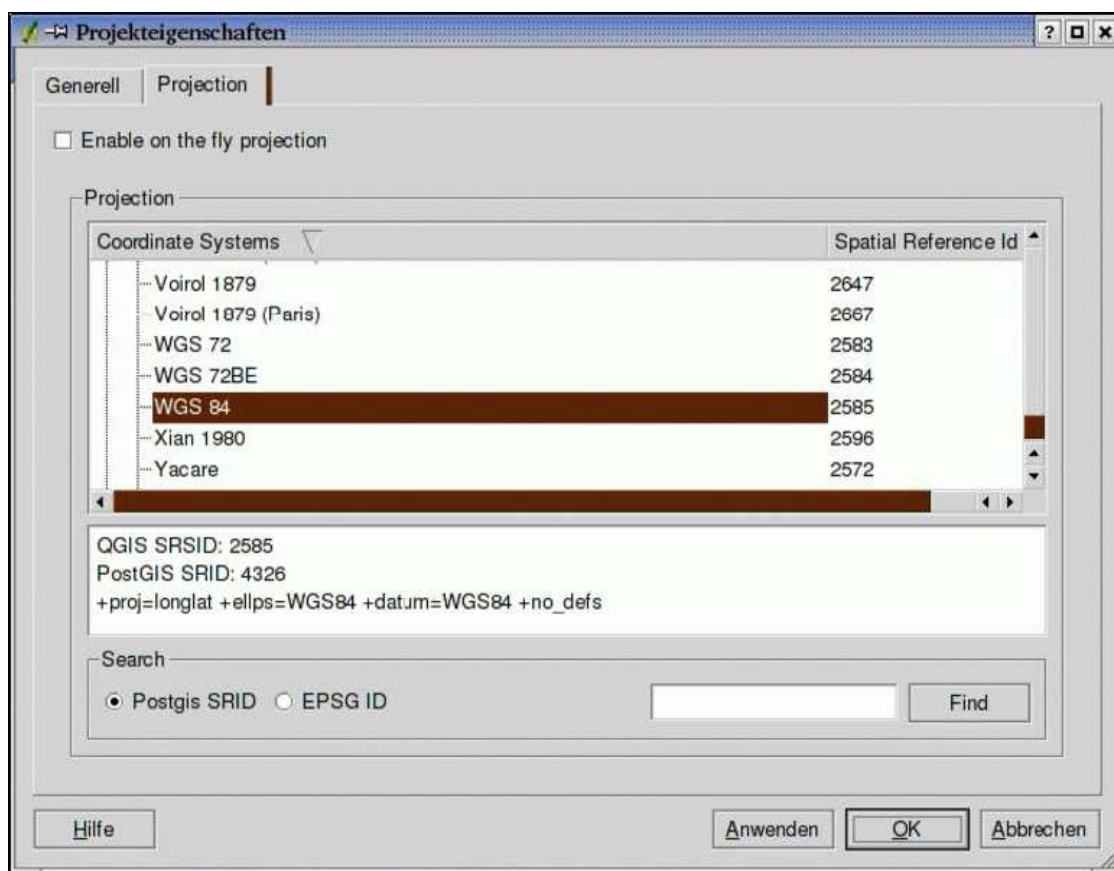 Projekteigenschaften
Generell Projection
Enable on the fly projection
Projection
Coordinate Systems Spatial Reference Id
Voirol 1879 2647
Voirol 1879 (Paris) 2667
WGS 72 2583
WGS 72BE 2584
WGS 84 2585
Xian 1980 2596
Yacare 2572
QGIS SRSID: 2585
PostGIS SRID: 4326
+proj=longlat +ellps=WGS84 +datum=WGS84 +no_defs
Search
Postgis SRID EPSG ID Find
Hilfe Anwenden OK Abbrechen